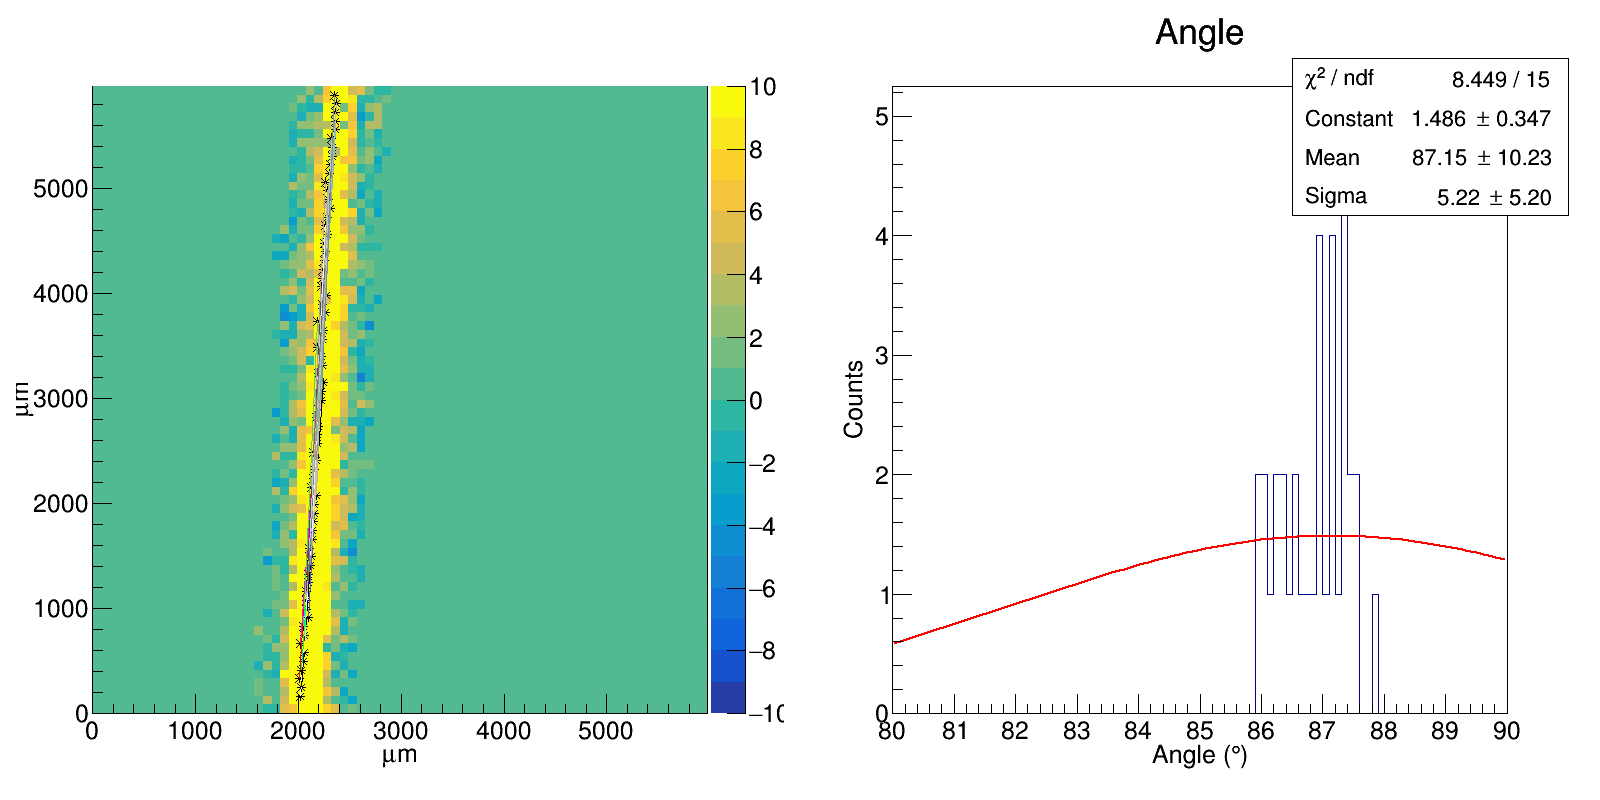 Angle
χ² / ndf 8.449 / 15
Constant 1.486 ± 0.347
Mean 87.15 ± 10.23
Sigma 5.22 ± 5.20
10
8
6
4
2
0
−2
−4
−6
−8
−10
5000
4000
3000
2000
1000
0
μm
0 1000 2000 3000 4000 5000
μm
5
4
3
2
1
0
Counts
80 81 82 83 84 85 86 87 88 89 90
Angle (°)